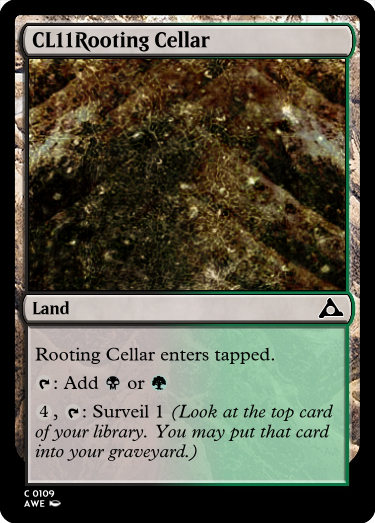 CL11Rooting Cellar
Land
Rooting Cellar enters tapped.
: Add or
4 , : Surveil 1 (Look at the top card
of your library. You may put that card
into your graveyard.)
C 0109
AWE